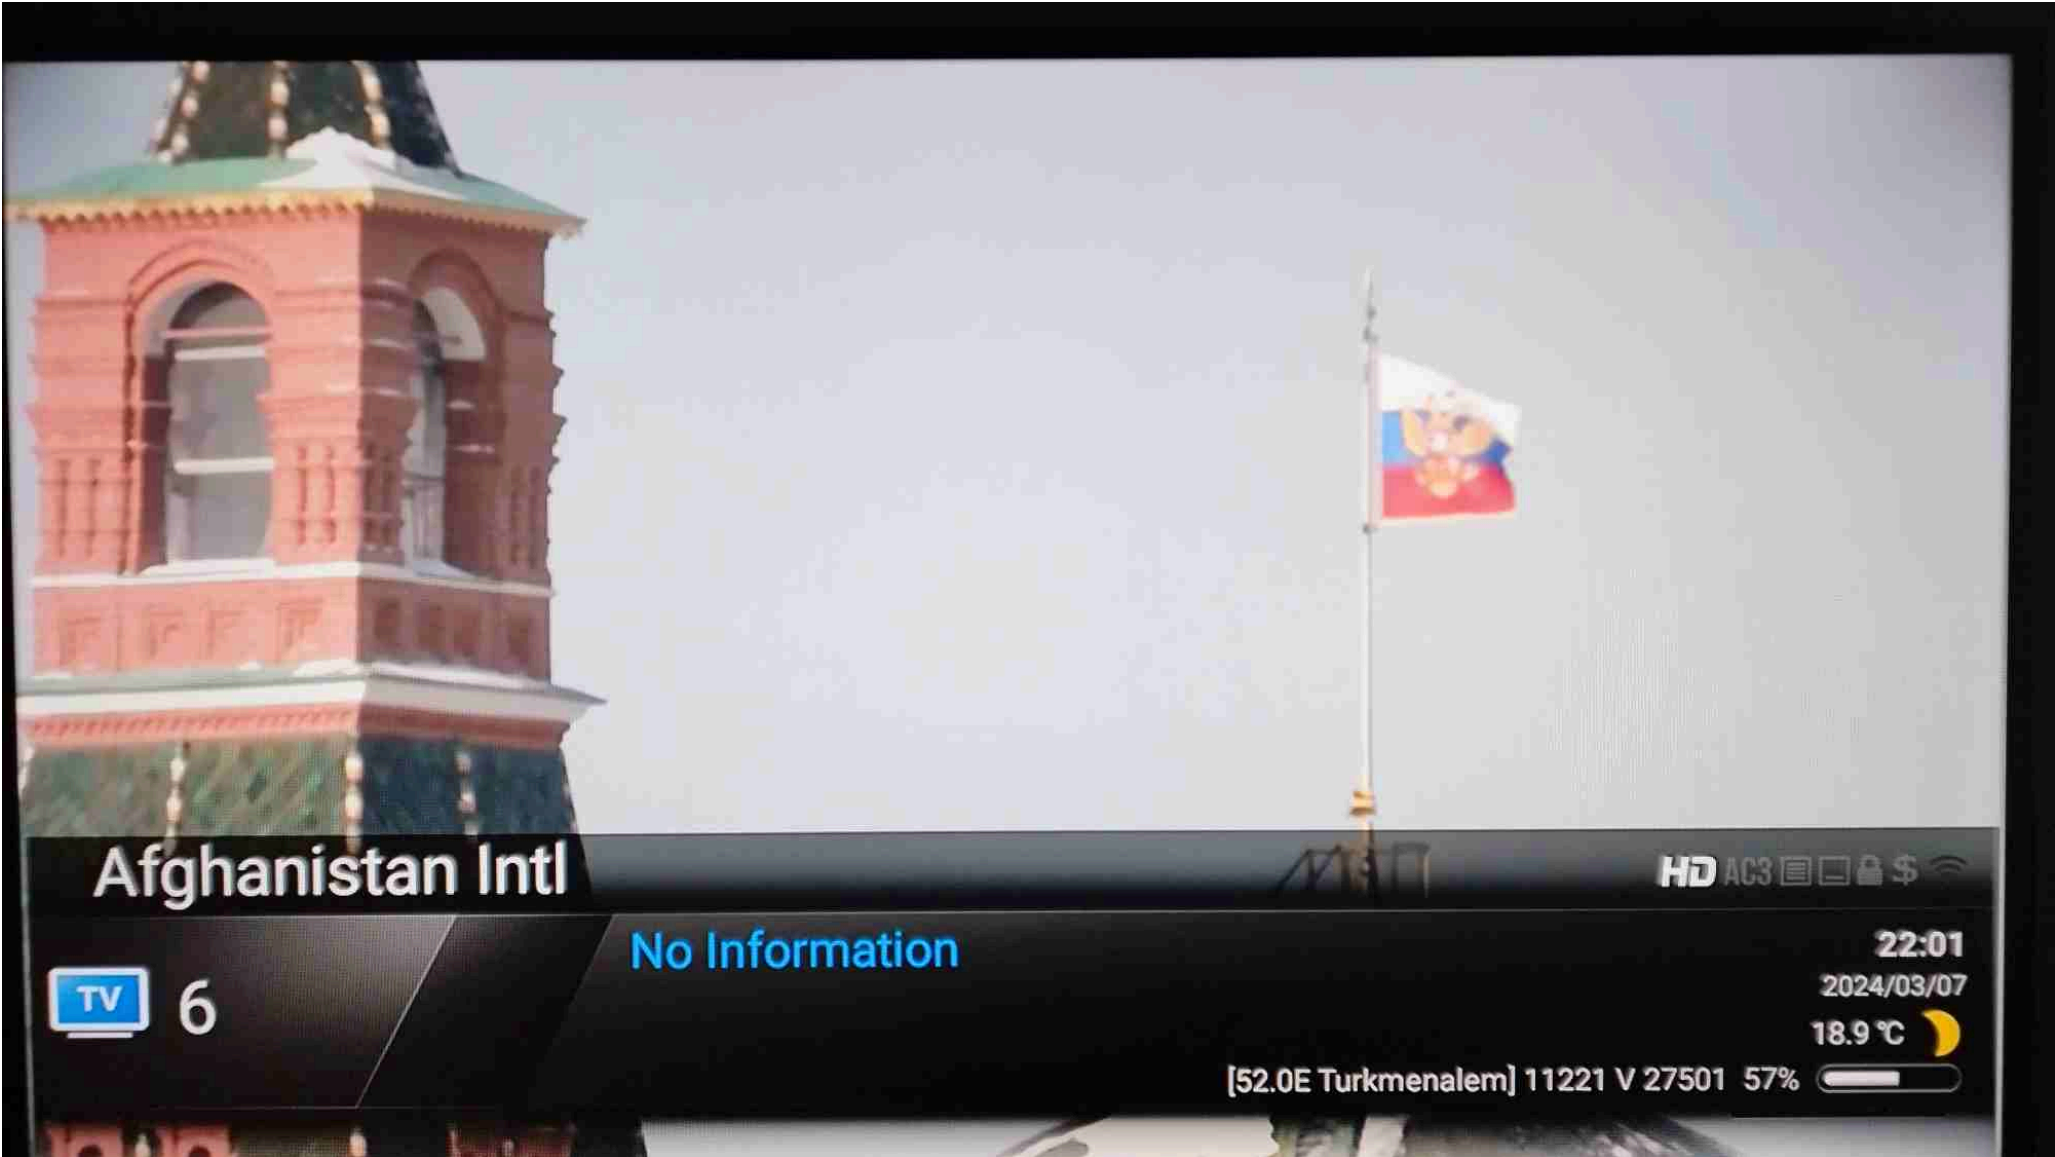 Afghanistan Intl
HD AC3 $
TV 6
No Information
22:01
2024/03/07
18.9 °C
[52.0E Turkmenalem] 11221 V 27501 57%